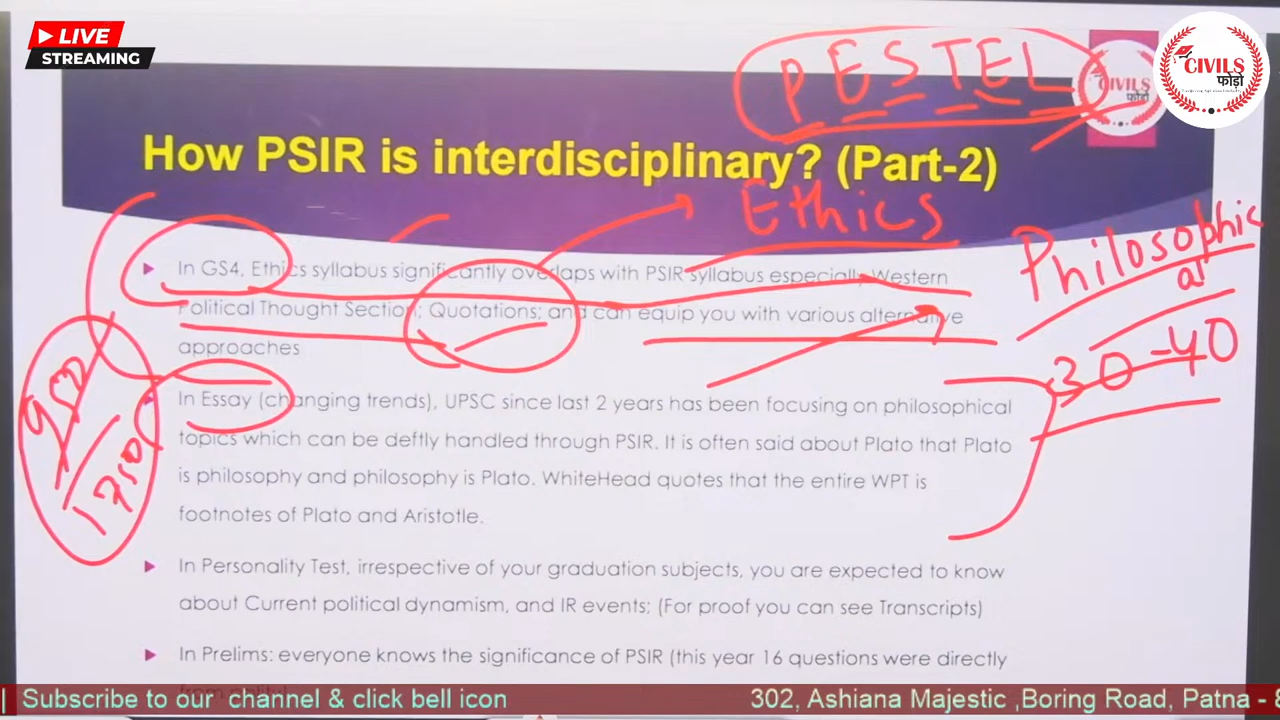 LIVE
STREAMING
PESTEL
CIVILS
फोड़ो
CIVILS
फोड़ो
How PSIR is interdisciplinary? (Part-2)
Ethics
Philosophic
al
30-40
In GS4, Ethics syllabus significantly overlaps with PSIR syllabus especially Western
Political Thought Section; Quotations; and can equip you with various alternative
approaches
In Essay (changing trends), UPSC since last 2 years has been focusing on philosophical
topics which can be deftly handled through PSIR. It is often said about Plato that Plato
is philosophy and philosophy is Plato. WhiteHead quotes that the entire WPT is
footnotes of Plato and Aristotle.
1750
In Personality Test, irrespective of your graduation subjects, you are expected to know
about Current political dynamism, and IR events; (For proof you can see Transcripts)
In Prelims: everyone knows the significance of PSIR (this year 16 questions were directly
| Subscribe to our channel & click bell icon
302, Ashiana Majestic ,Boring Road, Patna - 8